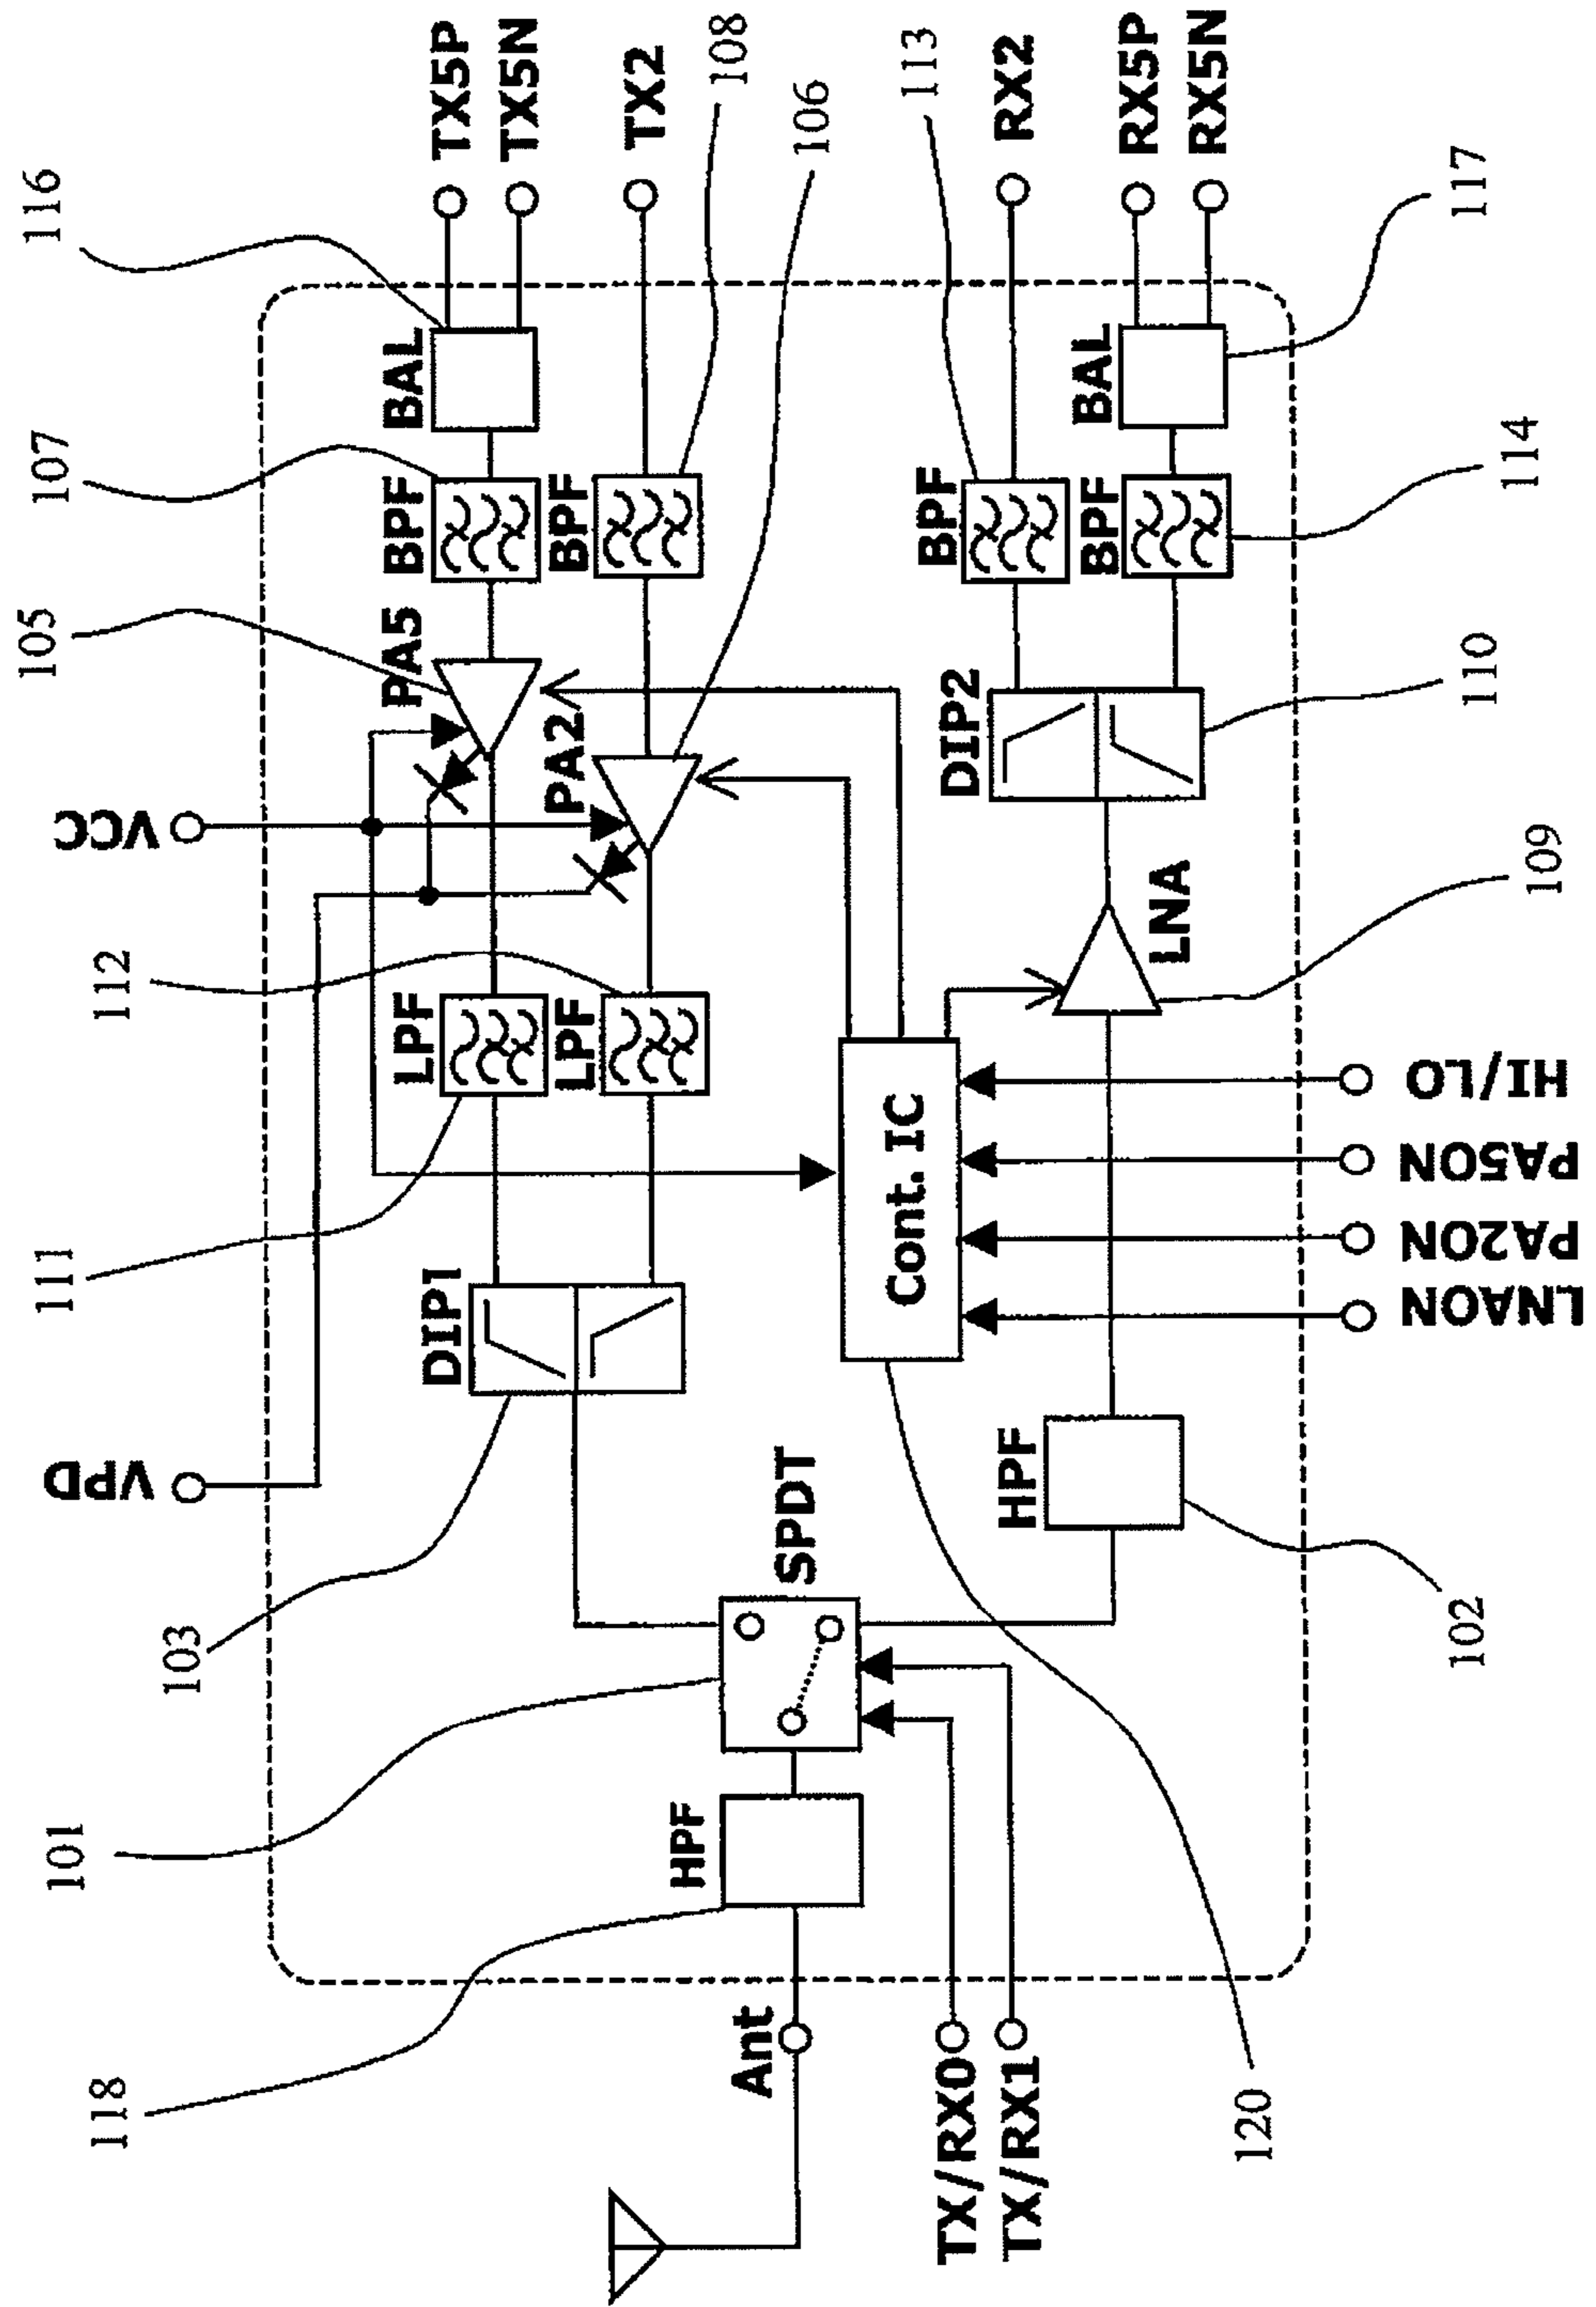 VPD
VCC
118
101
103
111
112
105
107
116
TX5P
TX5N
TX2
108
106
113
RX2
RX5P
RX5N
117
114
110
109
102
120
Ant
TX/RX0
TX/RX1
HPF
SPDT
DIP1
LPF
LPF
PA5
PA2
BPF
BPF
BAL
Cont. IC
HPF
LNA
DIP2
BPF
BPF
BAL
LNAON
PA2ON
PA5ON
HI/LO